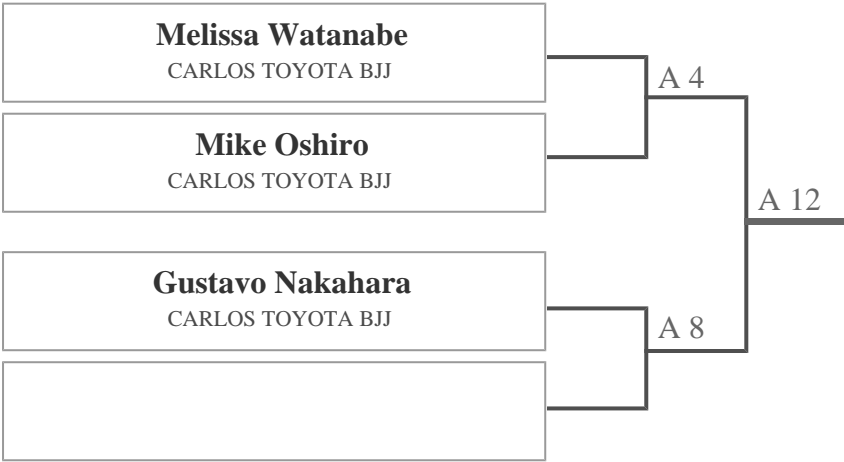 Melissa Watanabe
CARLOS TOYOTA BJJ
A 4
Mike Oshiro
CARLOS TOYOTA BJJ
A 12
Gustavo Nakahara
CARLOS TOYOTA BJJ
A 8